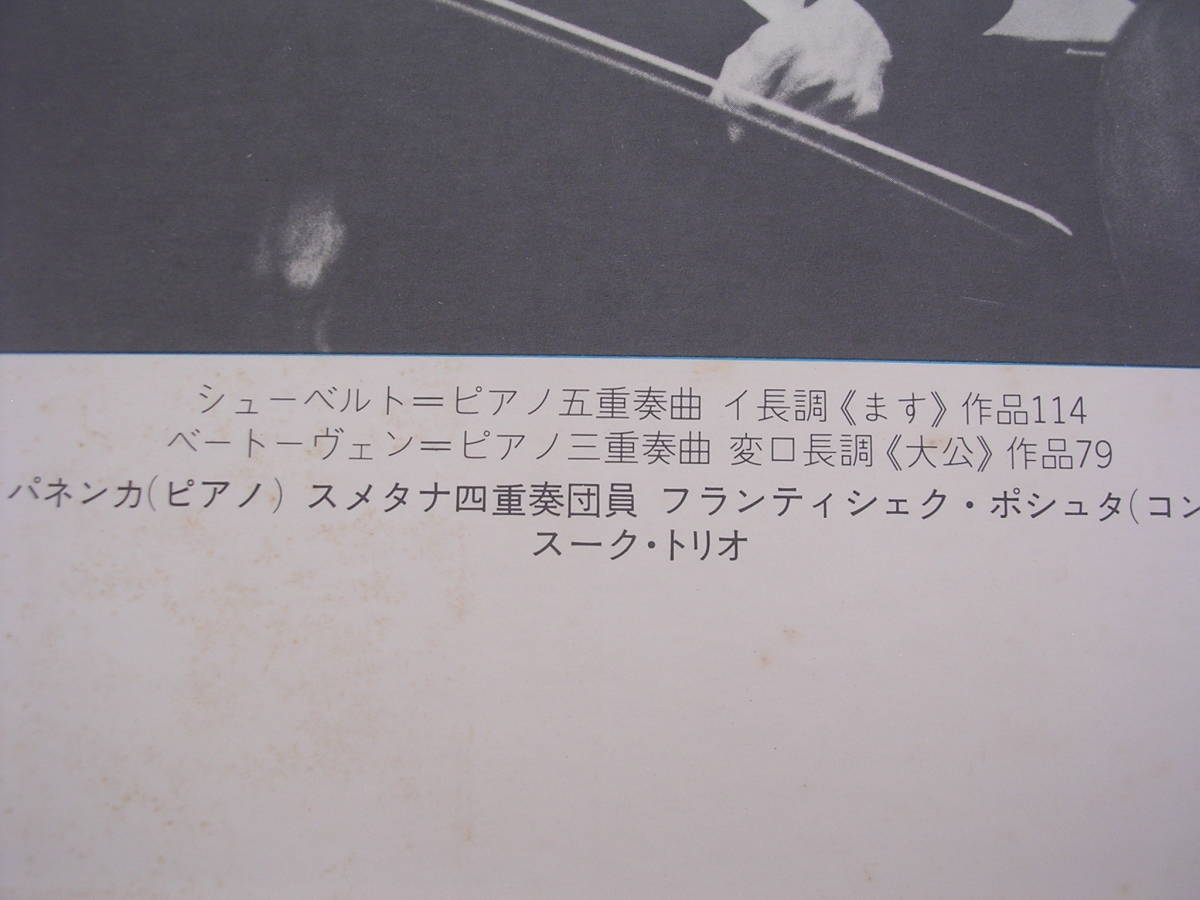 シューベルト=ピアノ五重奏曲 イ長調《ます》作品114
ベートーヴェン=ピアノ三重奏曲 変ロ長調《大公》作品79
パネンカ(ピアノ) スメタナ四重奏団員 フランティシェク・ポシュタ(コン
スーク・トリオ